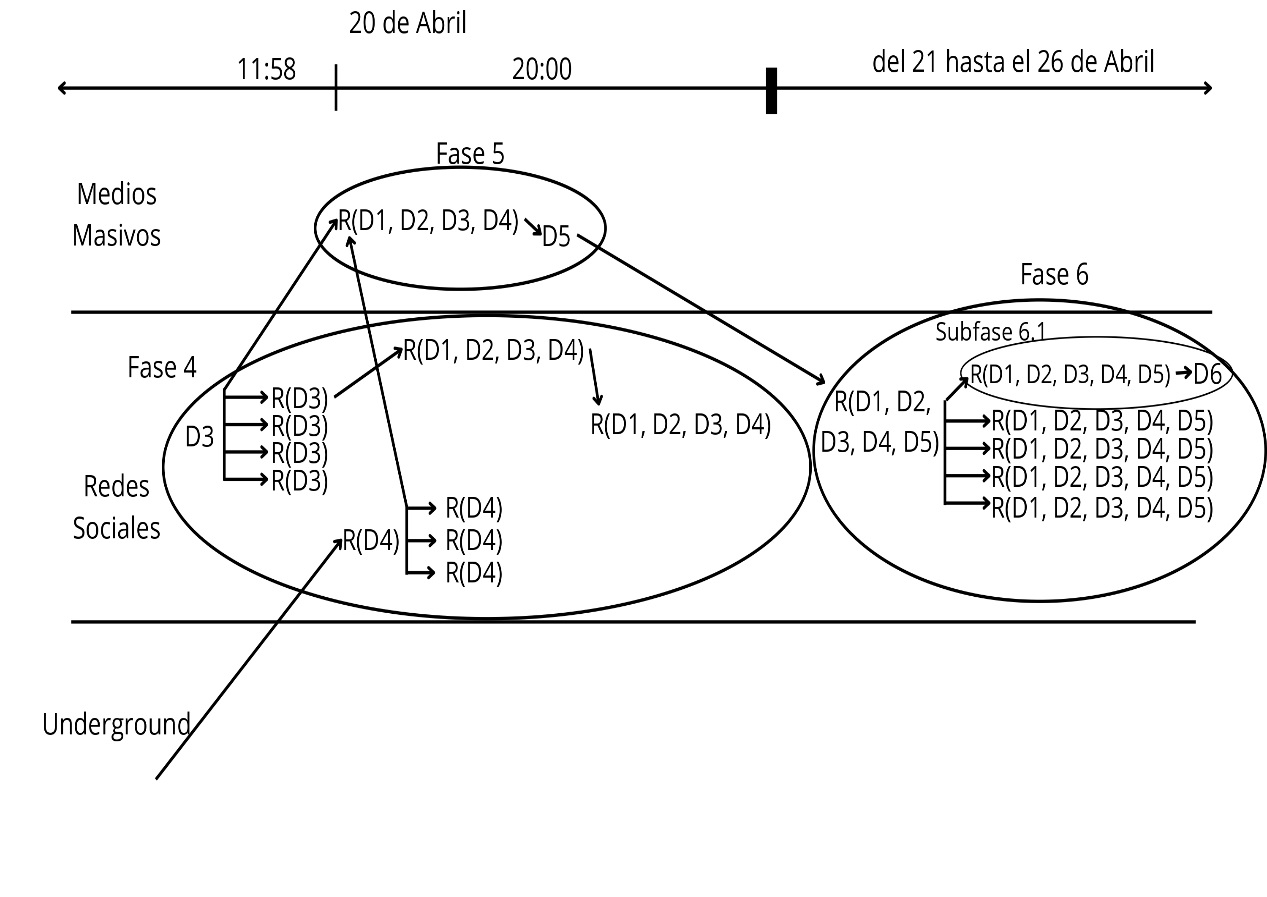 20 de Abril
11:58
20:00
del 21 hasta el 26 de Abril
Fase 5
Medios
Masivos
R(D1, D2, D3, D4)
D5
Fase 6
Subfase 6.1
Fase 4
R(D1, D2, D3, D4)
R(D1, D2, D3, D4, D5)
D6
R(D3)
R(D3)
R(D3)
R(D3)
D3
R(D1, D2, D3, D4)
R(D1, D2,
D3, D4, D5)
R(D1, D2, D3, D4, D5)
R(D1, D2, D3, D4, D5)
R(D1, D2, D3, D4, D5)
R(D1, D2, D3, D4, D5)
Redes
Sociales
R(D4)
R(D4)
R(D4)
R(D4)
Underground